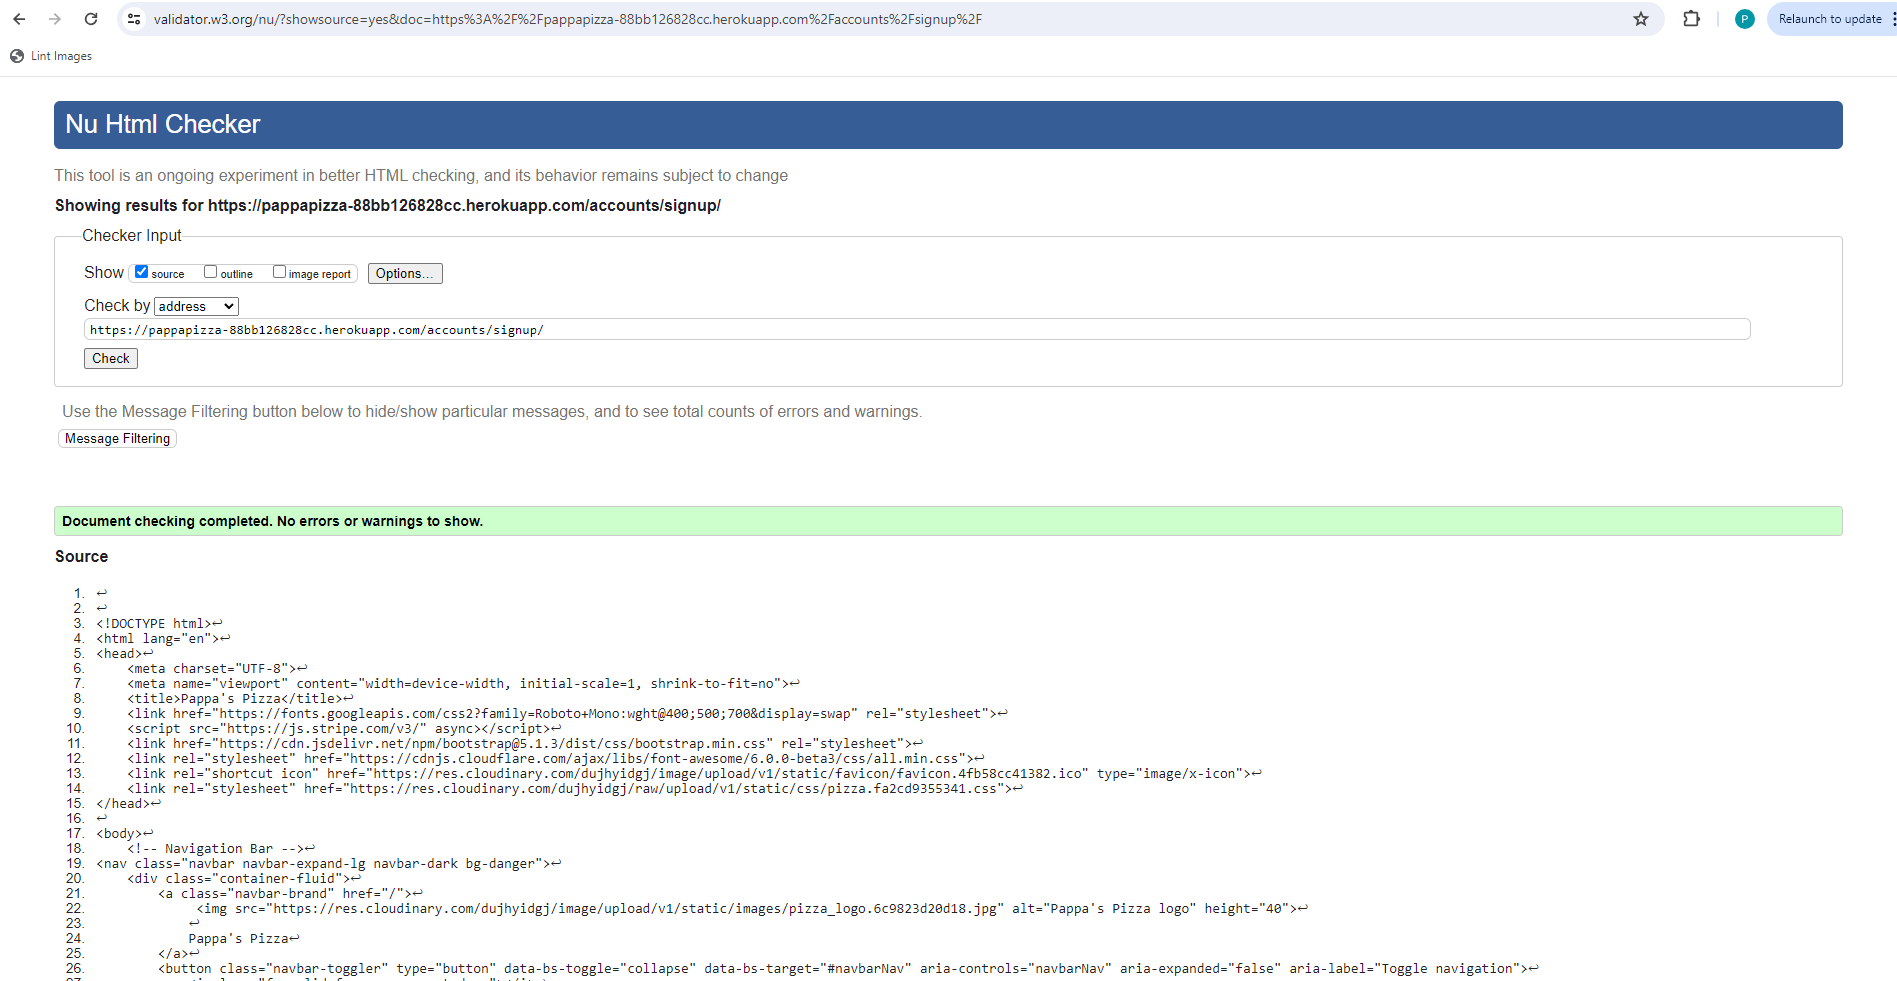 validator.w3.org/nu/?showsource=yes&doc=https%3A%2F%2Fpappapizza-88bb126828cc.herokuapp.com%2Faccounts%2Fsignup%2F
P
Relaunch to update
Lint Images
Nu Html Checker
This tool is an ongoing experiment in better HTML checking, and its behavior remains subject to change
Showing results for https://pappapizza-88bb126828cc.herokuapp.com/accounts/signup/
Checker Input
Show source outline image report Options...
Check by address
https://pappapizza-88bb126828cc.herokuapp.com/accounts/signup/
Check
Use the Message Filtering button below to hide/show particular messages, and to see total counts of errors and warnings.
Message Filtering
Document checking completed. No errors or warnings to show.
Source
1. ↩
2. ↩
3. <!DOCTYPE html>↩
4. <html lang="en">↩
5. <head>↩
6. <meta charset="UTF-8">↩
7. <meta name="viewport" content="width=device-width, initial-scale=1, shrink-to-fit=no">↩
8. <title>Pappa's Pizza</title>↩
9. <link href="https://fonts.googleapis.com/css2?family=Roboto+Mono:wght@400;500;700&display=swap" rel="stylesheet">↩
10. <script src="https://js.stripe.com/v3/" async></script>↩
11. <link href="https://cdn.jsdelivr.net/npm/bootstrap@5.1.3/dist/css/bootstrap.min.css" rel="stylesheet">↩
12. <link rel="stylesheet" href="https://cdnjs.cloudflare.com/ajax/libs/font-awesome/6.0.0-beta3/css/all.min.css">↩
13. <link rel="shortcut icon" href="https://res.cloudinary.com/dujhyidgj/image/upload/v1/static/favicon/favicon.4fb58cc41382.ico" type="image/x-icon">↩
14. <link rel="stylesheet" href="https://res.cloudinary.com/dujhyidgj/raw/upload/v1/static/css/pizza.fa2cd9355341.css">↩
15. </head>↩
16. ↩
17. <body>↩
18. <!-- Navigation Bar -->↩
19. <nav class="navbar navbar-expand-lg navbar-dark bg-danger">↩
20. <div class="container-fluid">↩
21. <a class="navbar-brand" href="/">↩
22. <img src="https://res.cloudinary.com/dujhyidgj/image/upload/v1/static/images/pizza_logo.6c9823d20d18.jpg" alt="Pappa's Pizza logo" height="40">↩
23. ↩
24. Pappa's Pizza↩
25. </a>↩
26. <button class="navbar-toggler" type="button" data-bs-toggle="collapse" data-bs-target="#navbarNav" aria-controls="navbarNav" aria-expanded="false" aria-label="Toggle navigation">↩